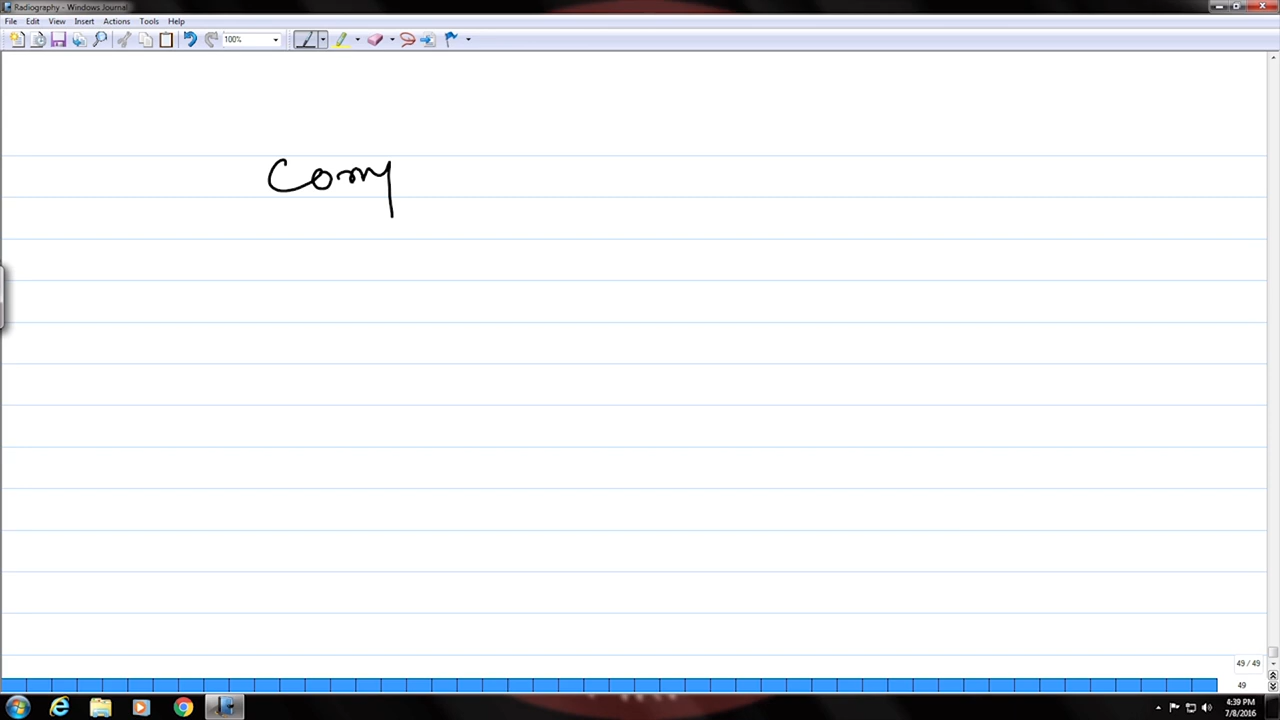 Radiography - Windows Journal
File Edit View Insert Actions Tools Help
100%
Com
49 / 49
49
4:39 PM
7/8/2016